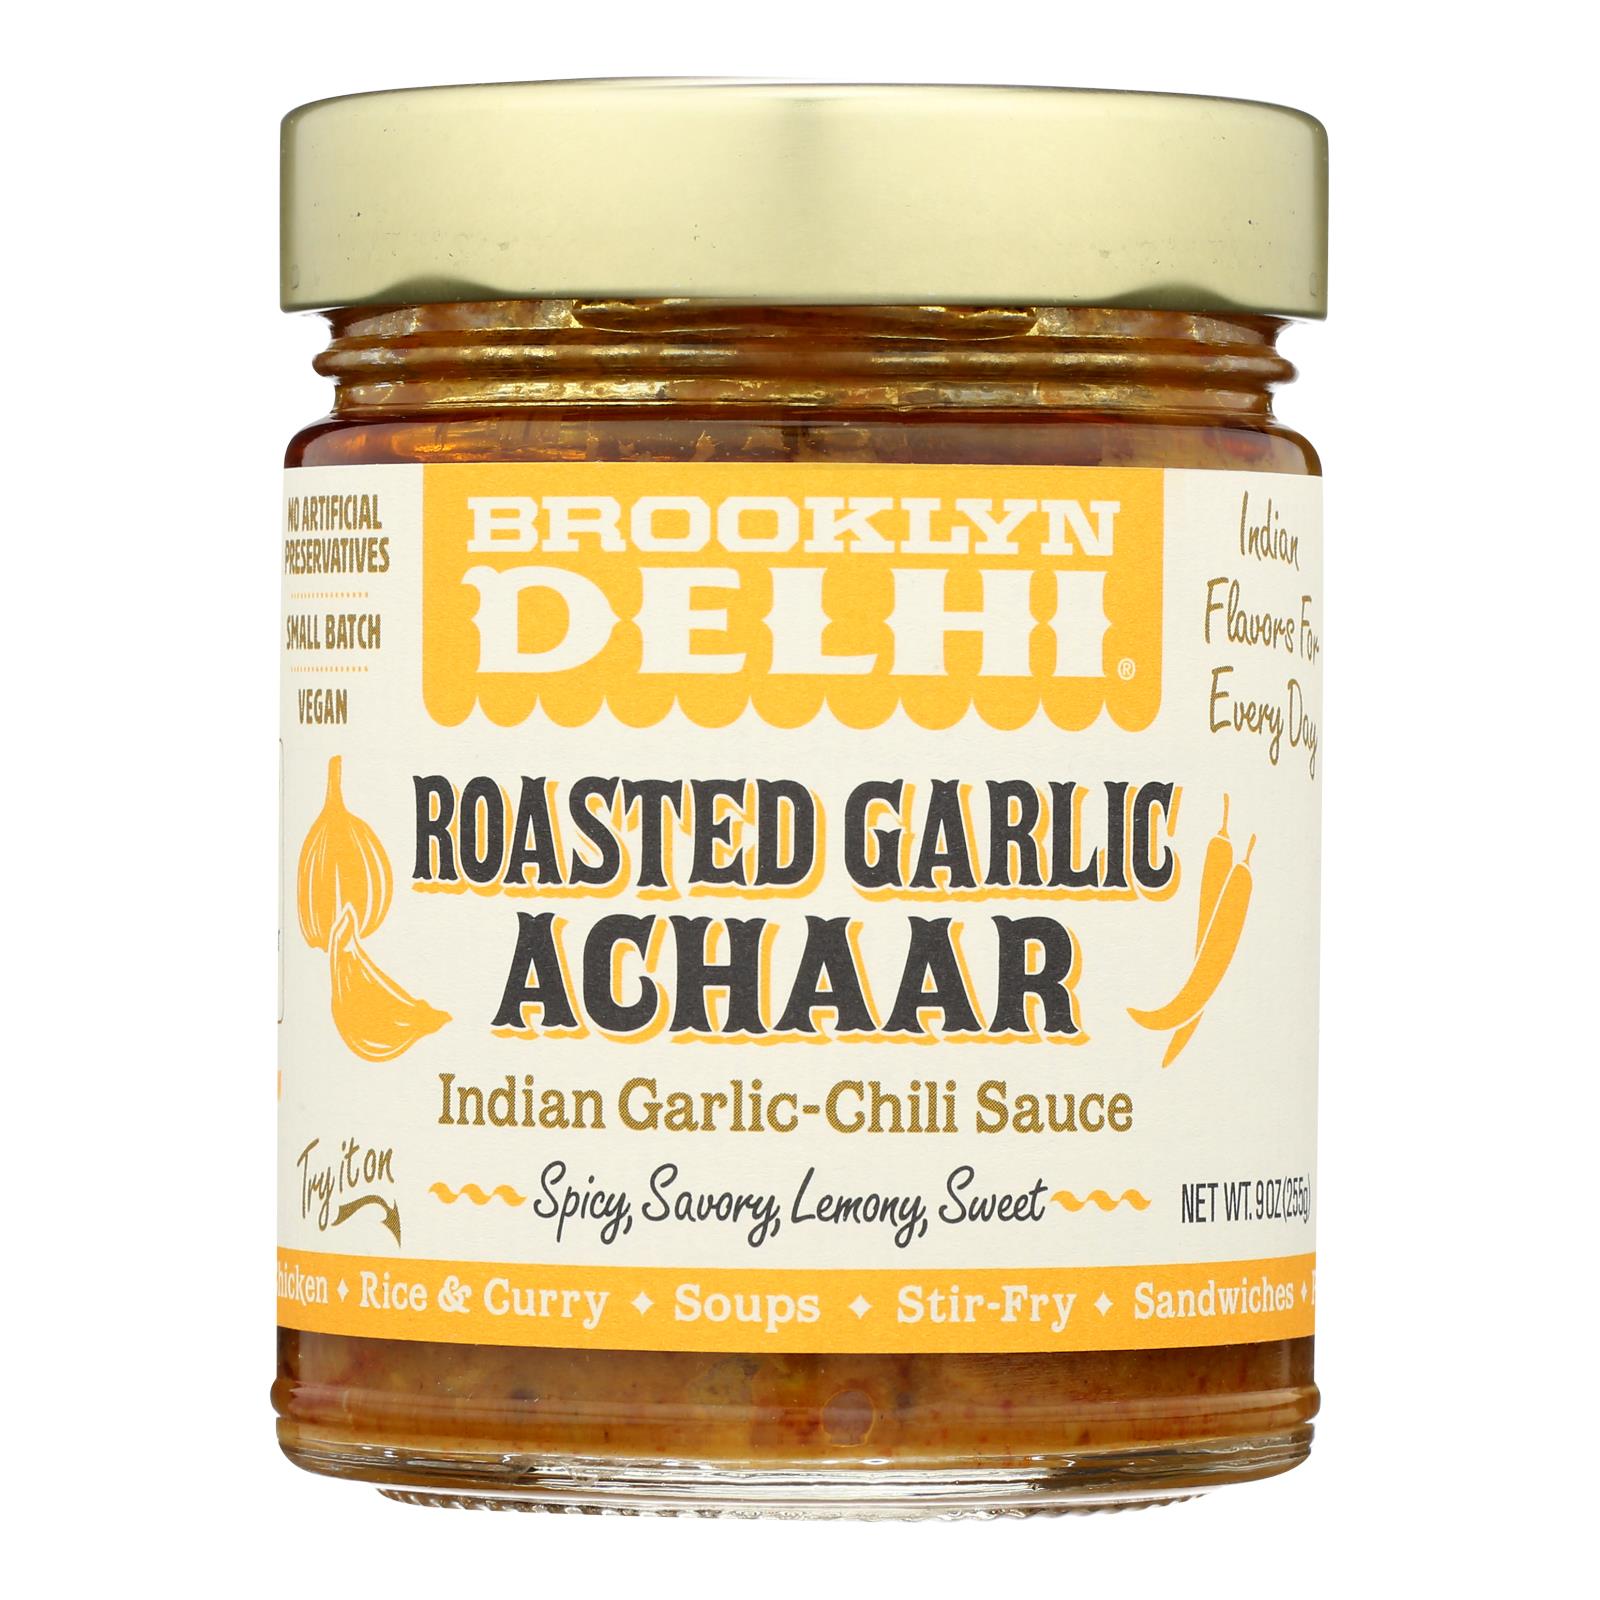 NO ARTIFICIAL
PRESERVATIVES
SMALL BATCH
VEGAN
BROOKLYN
DELHI®
Indian
Flavors For
Every Day
ROASTED GARLIC
ACHAAR
Indian Garlic-Chili Sauce
Try it on
Spicy, Savory, Lemony, Sweet
NET WT. 9 OZ (255g)
hicken ✦ Rice & Curry ✦ Soups ✦ Stir-Fry ✦ Sandwiches ✦